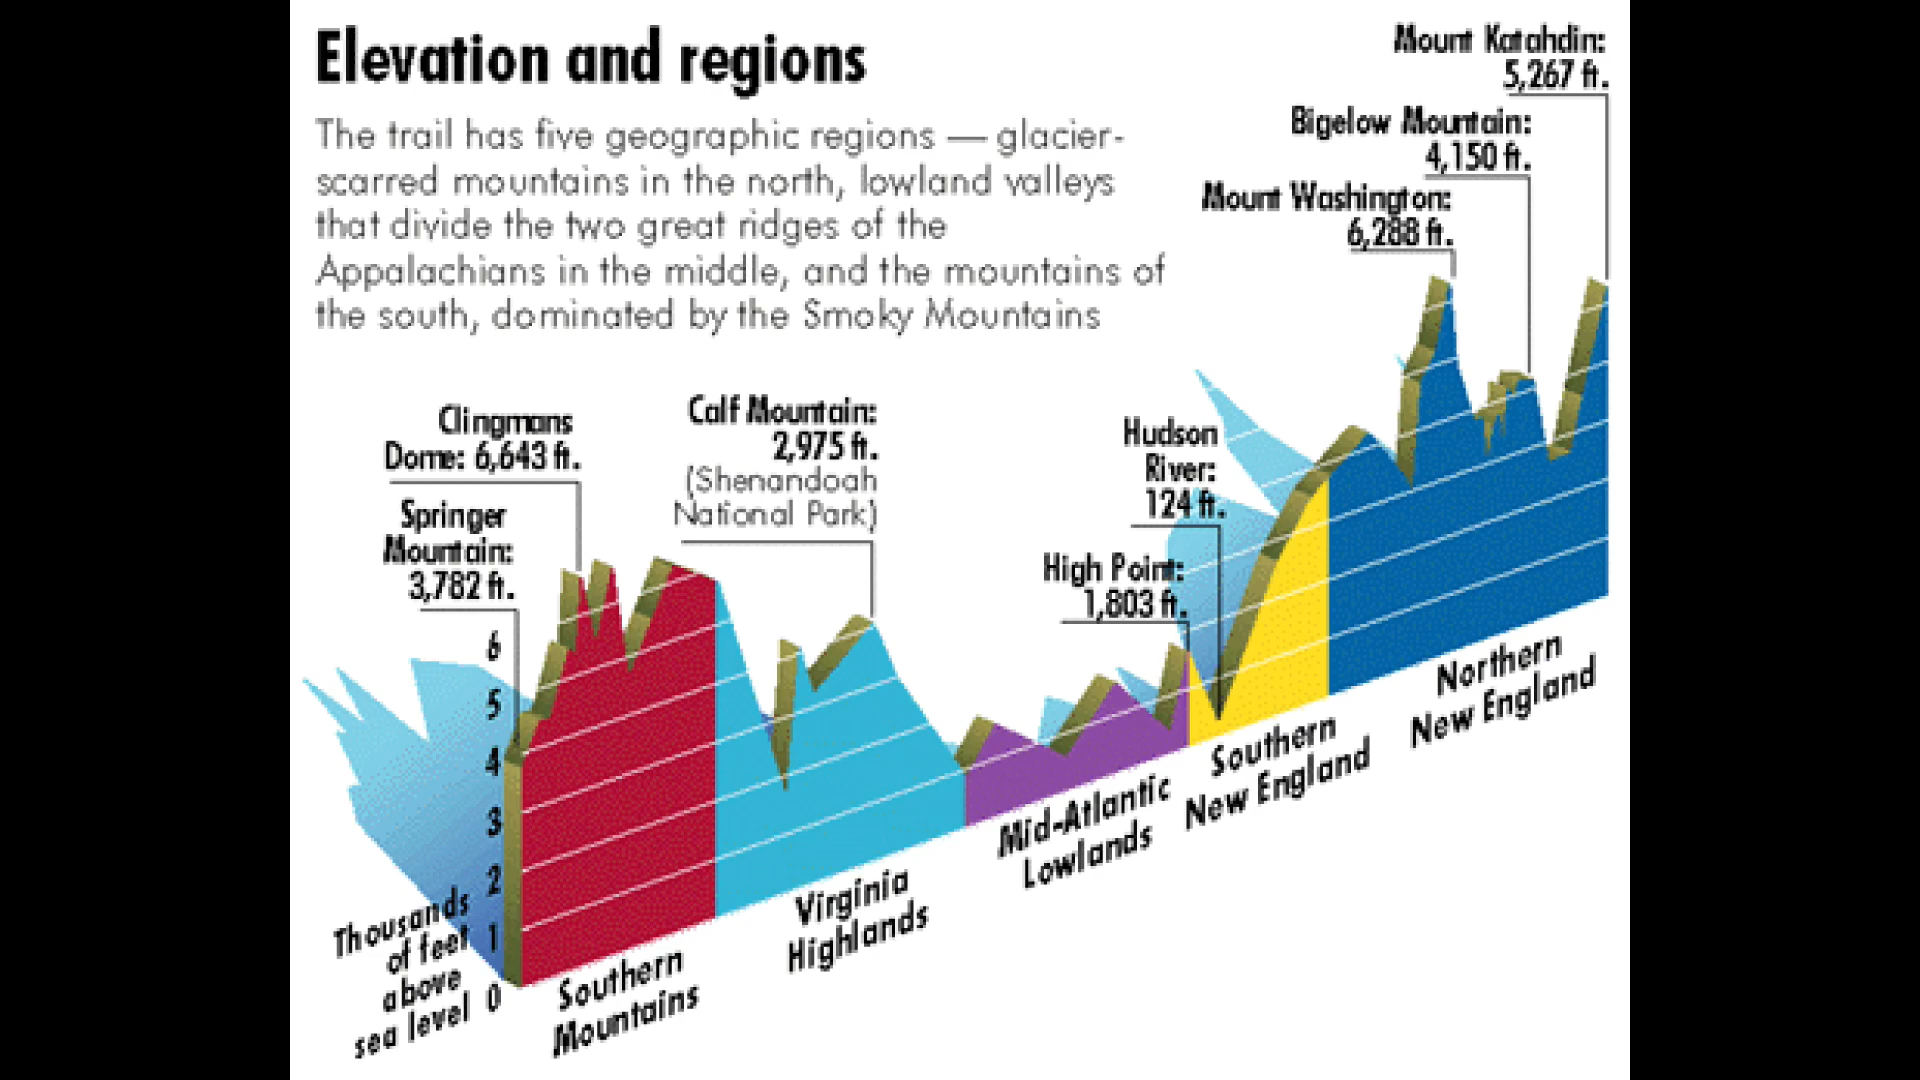 Elevation and regions
The trail has five geographic regions — glacier-
scarred mountains in the north, lowland valleys
that divide the two great ridges of the
Appalachians in the middle, and the mountains of
the south, dominated by the Smoky Mountains
Mount Katahdin:
5,267 ft.
Bigelow Mountain:
4,150 ft.
Mount Washington:
6,288 ft.
Clingmans
Dome: 6,643 ft.
Springer
Mountain:
3,782 ft.
Calf Mountain:
2,975 ft.
(Shenandoah
National Park)
Hudson
River:
124 ft.
High Point:
1,803 ft.
6
5
4
3
2
1
0
Thousands
of feet
above
sea level
Southern
Mountains
Virginia
Highlands
Mid-Atlantic
Lowlands
Southern
New England
Northern
New England